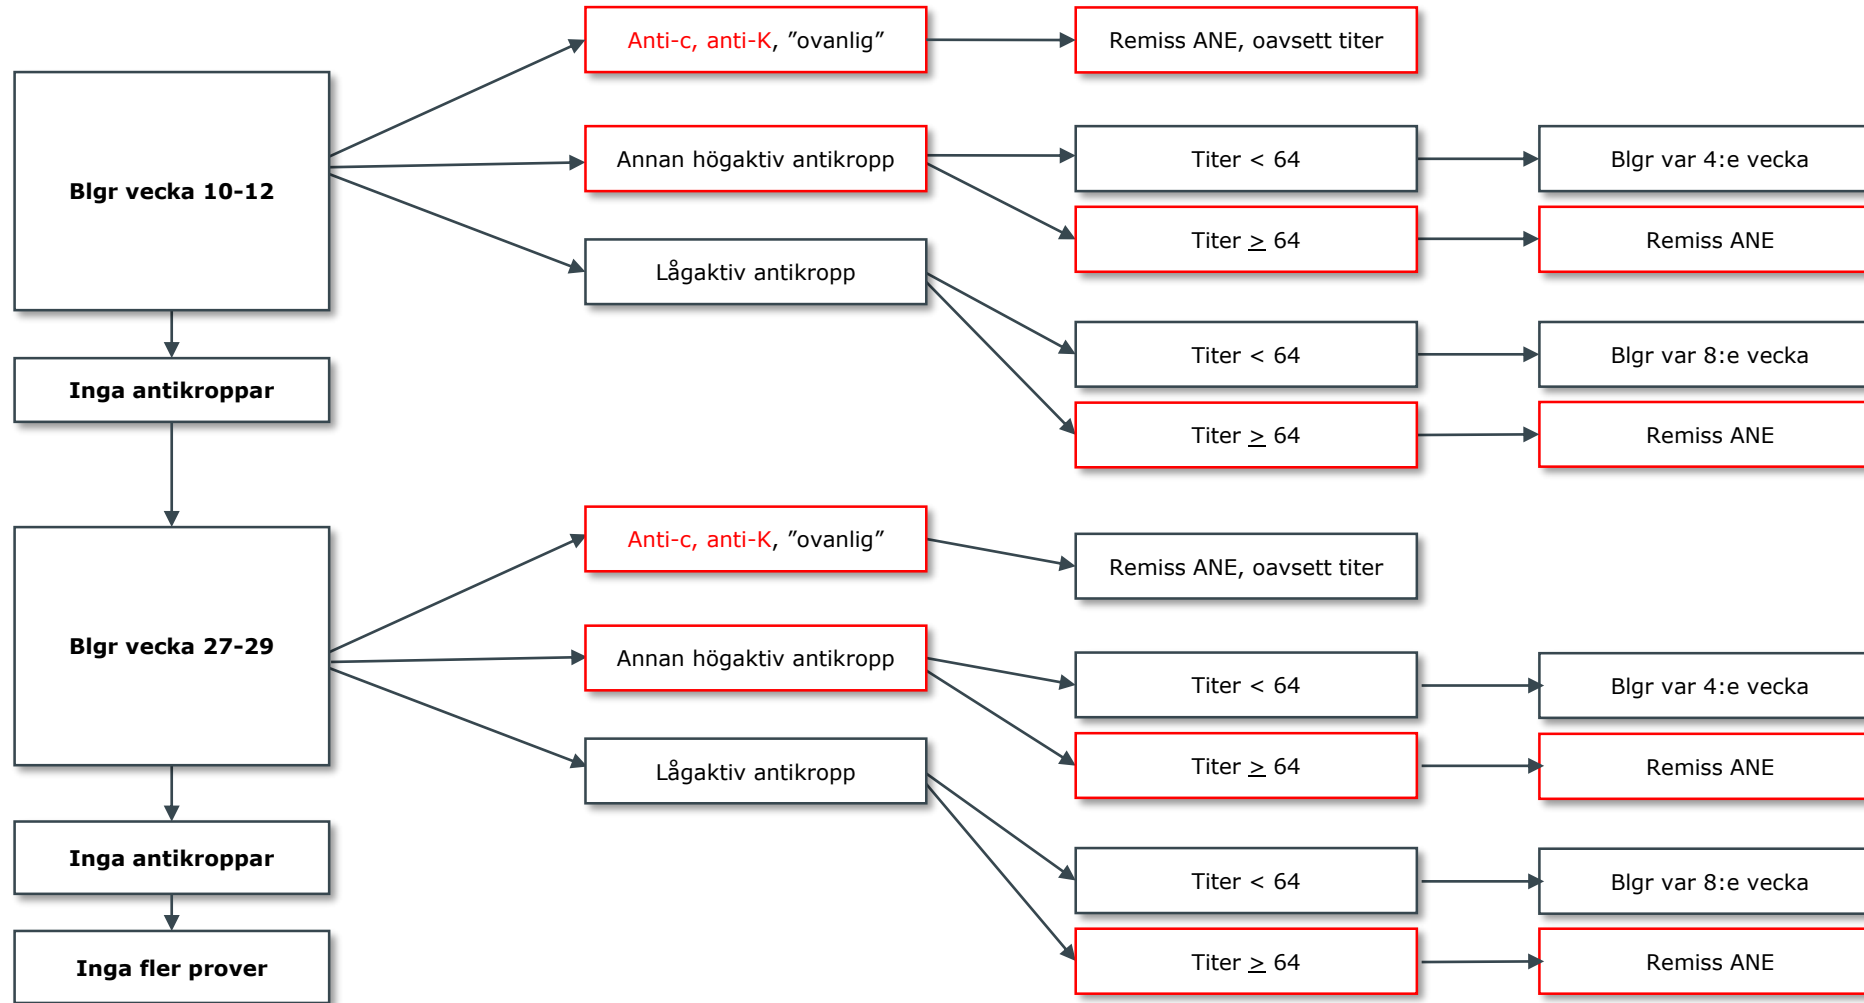 Anti-c, anti-K, ”ovanlig”
Remiss ANE, oavsett titer
Blgr vecka 10-12
Annan högaktiv antikropp
Titer < 64
Blgr var 4:e vecka
Titer ≥ 64
Remiss ANE
Lågaktiv antikropp
Titer < 64
Blgr var 8:e vecka
Inga antikroppar
Titer ≥ 64
Remiss ANE
Anti-c, anti-K, ”ovanlig”
Remiss ANE, oavsett titer
Blgr vecka 27-29
Annan högaktiv antikropp
Titer < 64
Blgr var 4:e vecka
Titer ≥ 64
Remiss ANE
Lågaktiv antikropp
Inga antikroppar
Titer < 64
Blgr var 8:e vecka
Inga fler prover
Titer ≥ 64
Remiss ANE